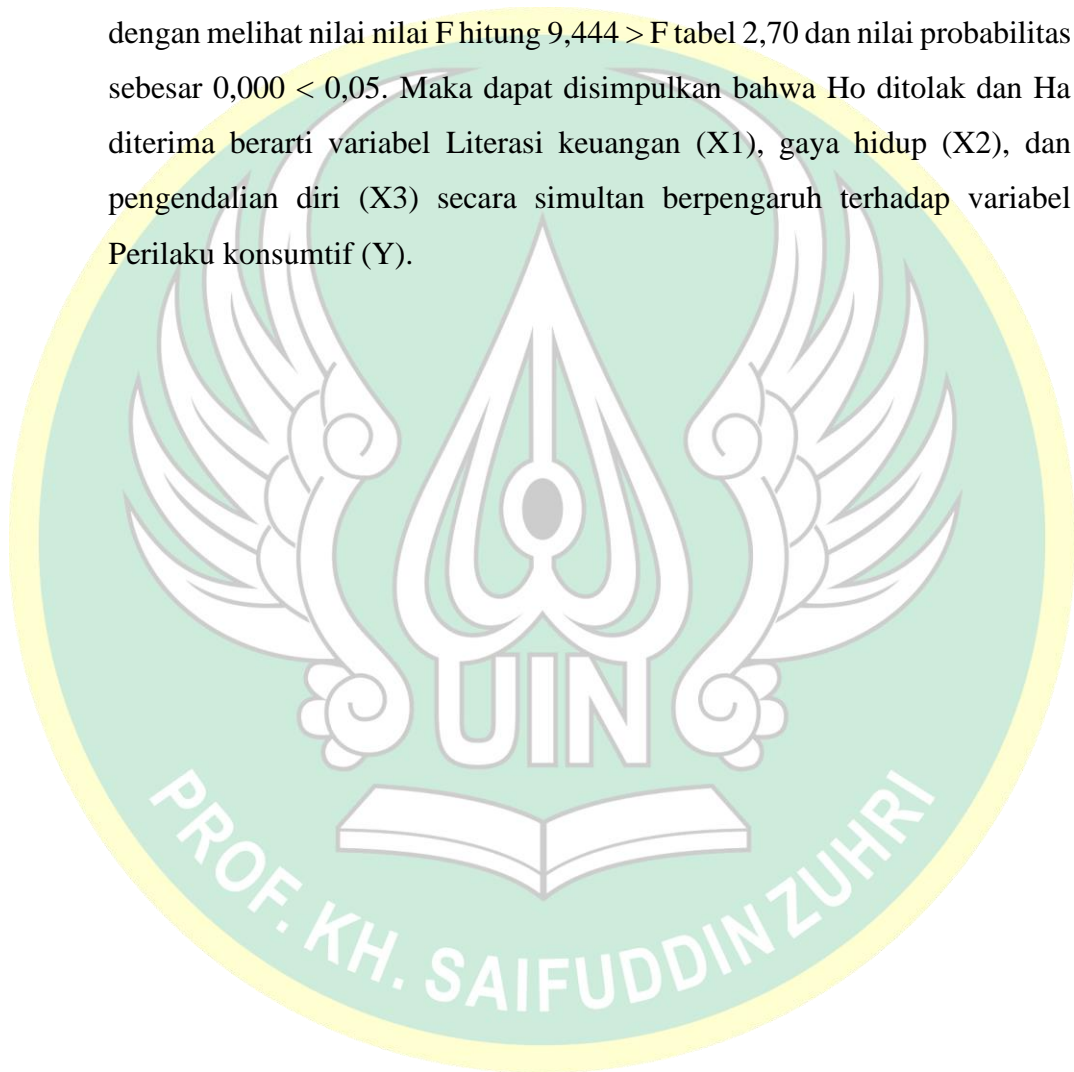 dengan melihat nilai nilai F hitung 9,444 > F tabel 2,70 dan nilai probabilitas
sebesar 0,000 < 0,05. Maka dapat disimpulkan bahwa Ho ditolak dan Ha
diterima berarti variabel Literasi keuangan (X1), gaya hidup (X2), dan
pengendalian diri (X3) secara simultan berpengaruh terhadap variabel
Perilaku konsumtif (Y).
UIN
PROF. KH. SAIFUDDIN ZUHRI